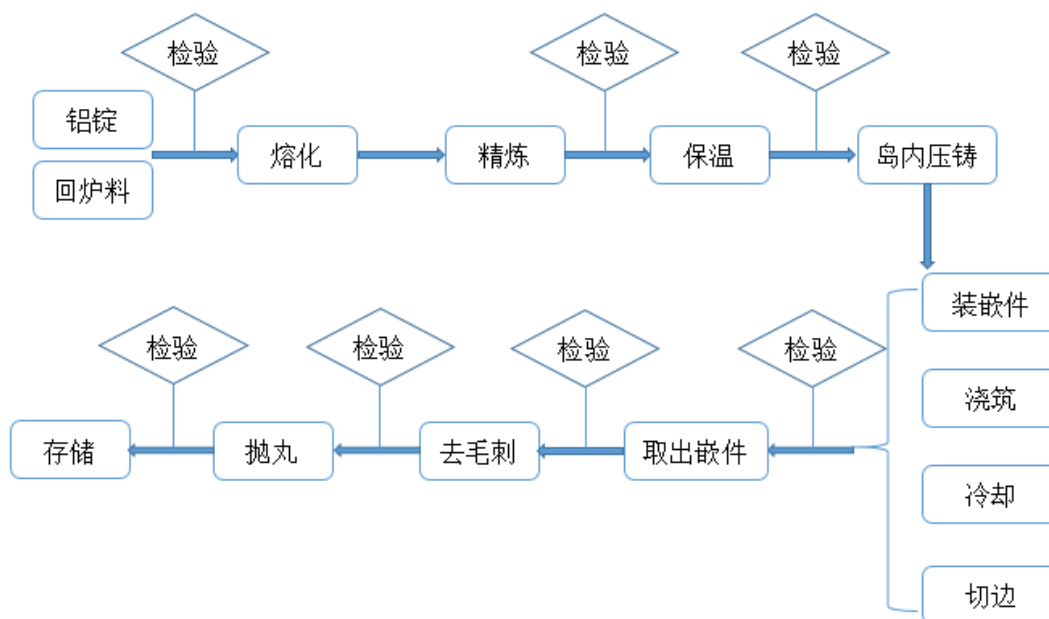 检验
检验
检验
铝锭
回炉料
熔化
精炼
保温
岛内压铸
装嵌件
浇筑
冷却
切边
检验
检验
检验
检验
取出嵌件
去毛刺
抛丸
存储